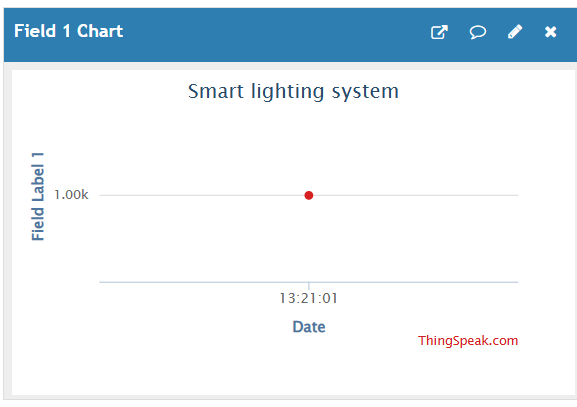 Field 1 Chart
Smart lighting system
Field Label 1
1.00k
13:21:01
Date
ThingSpeak.com